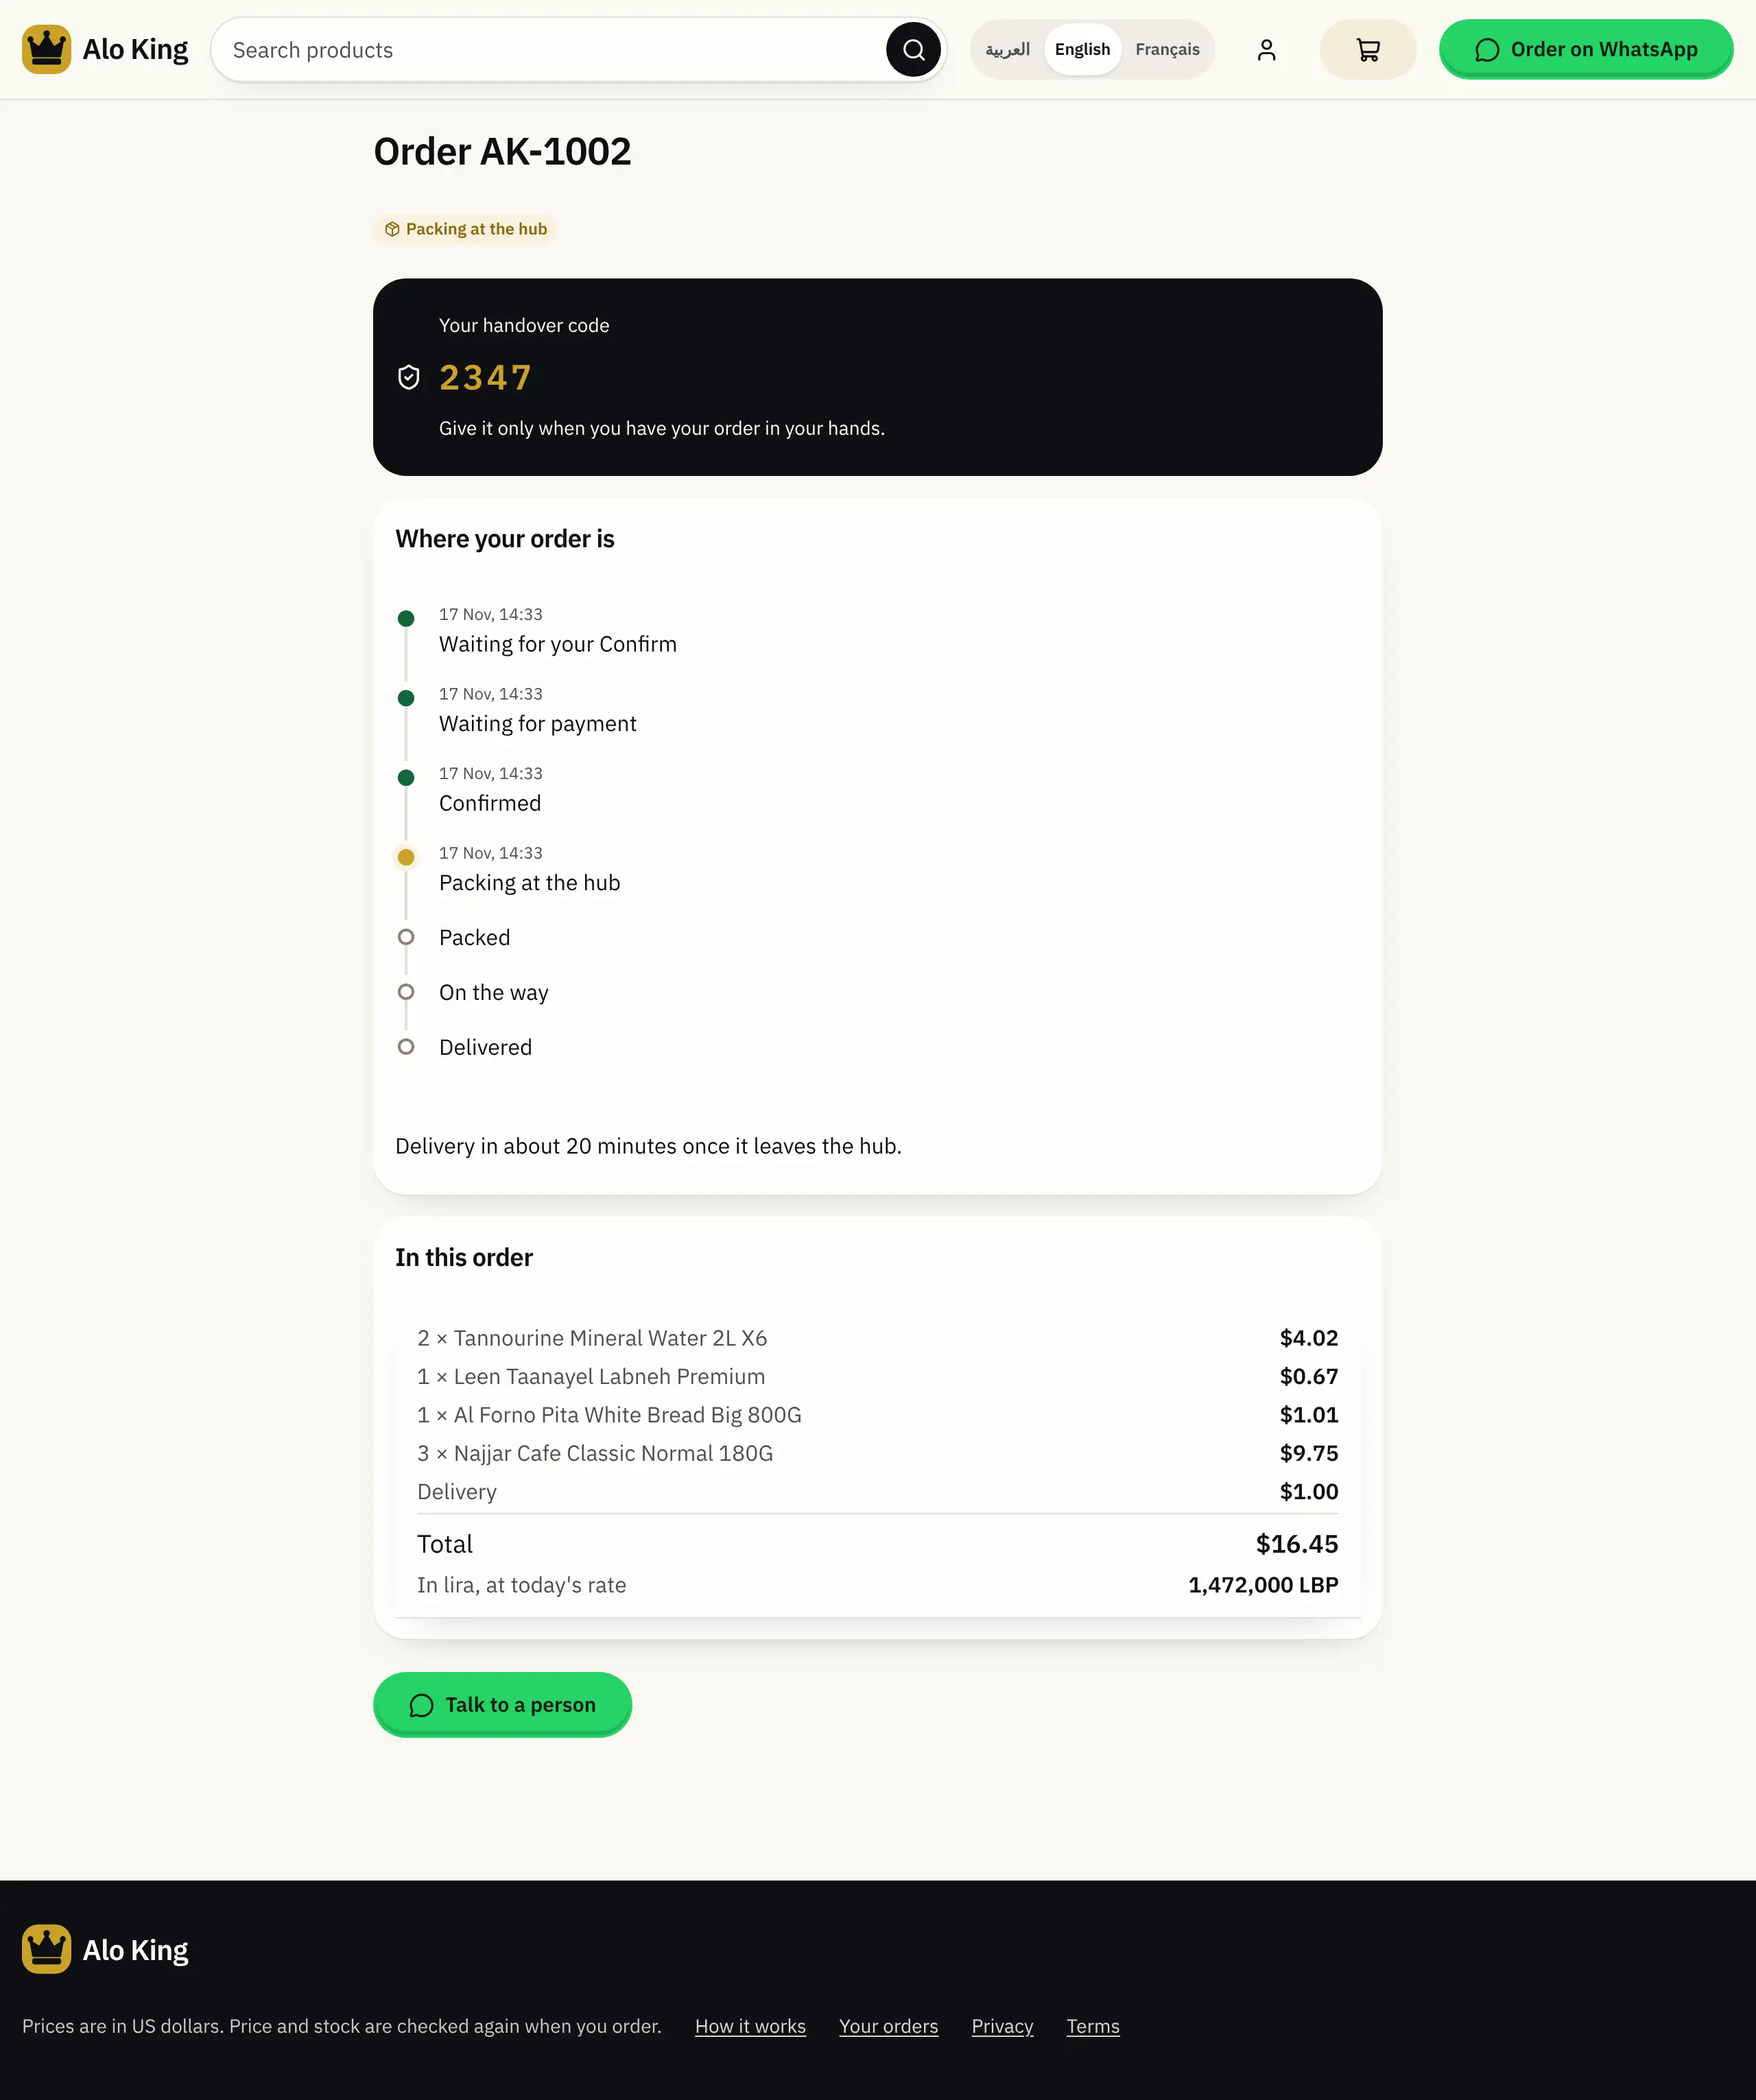 Alo King
Search products
العربية
English
Français
Order on WhatsApp
Order AK-1002
Packing at the hub
Your handover code
2347
Give it only when you have your order in your hands.
Where your order is
17 Nov, 14:33
Waiting for your Confirm
17 Nov, 14:33
Waiting for payment
17 Nov, 14:33
Confirmed
17 Nov, 14:33
Packing at the hub
Packed
On the way
Delivered
Delivery in about 20 minutes once it leaves the hub.
In this order
2 × Tannourine Mineral Water 2L X6 $4.02
1 × Leen Taanayel Labneh Premium $0.67
1 × Al Forno Pita White Bread Big 800G $1.01
3 × Najjar Cafe Classic Normal 180G $9.75
Delivery $1.00
Total $16.45
In lira, at today's rate 1,472,000 LBP
Talk to a person
Alo King
Prices are in US dollars. Price and stock are checked again when you order. How it works Your orders Privacy Terms